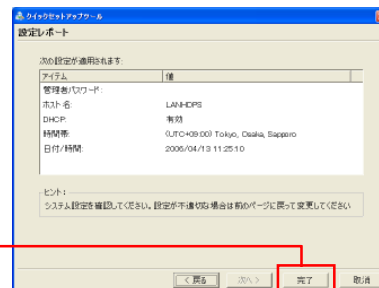 クイックセットアップツール
設定レポート
次の設定が適用されます:
アイテム 値
管理者パスワード:
ホスト名: LANHDPS
DHCP: 有効
時間帯: (UTC+09:00) Tokyo, Osaka, Sapporo
日付/時間: 2006/04/13 11:25:10
ヒント:
システム設定を確認してください。設定が不適切な場合は前のページに戻って変更してください
< 戻る 次へ > 完了 取消